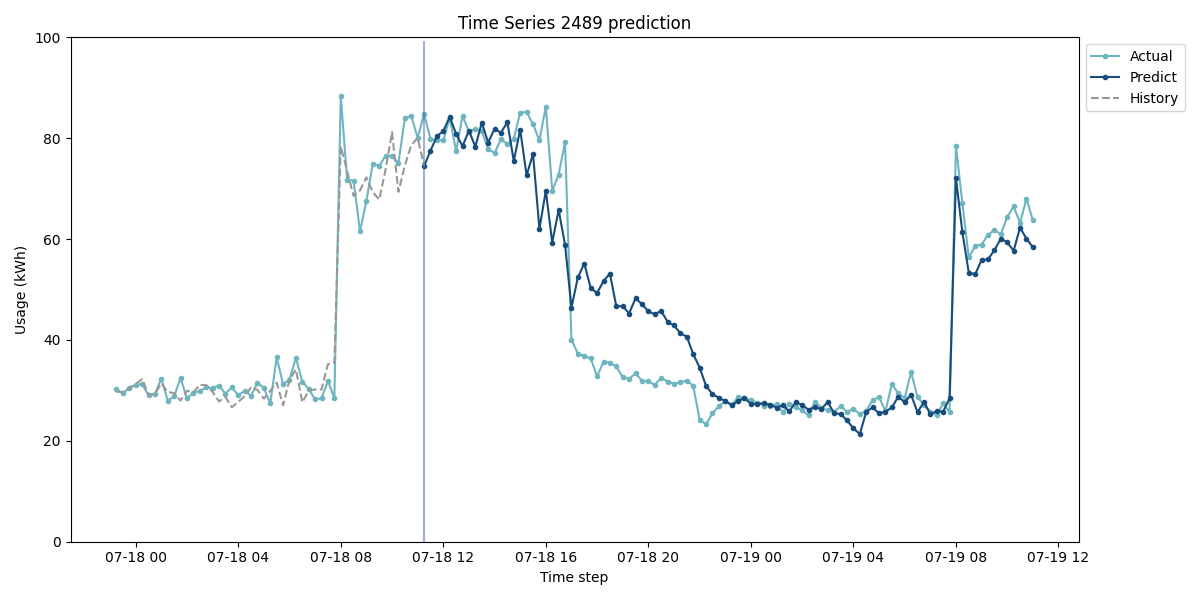 Time Series 2489 prediction
100
80
60
40
20
0
Usage (kWh)
07-18 00
07-18 04
07-18 08
07-18 12
07-18 16
07-18 20
07-19 00
07-19 04
07-19 08
07-19 12
Time step
Actual
Predict
History